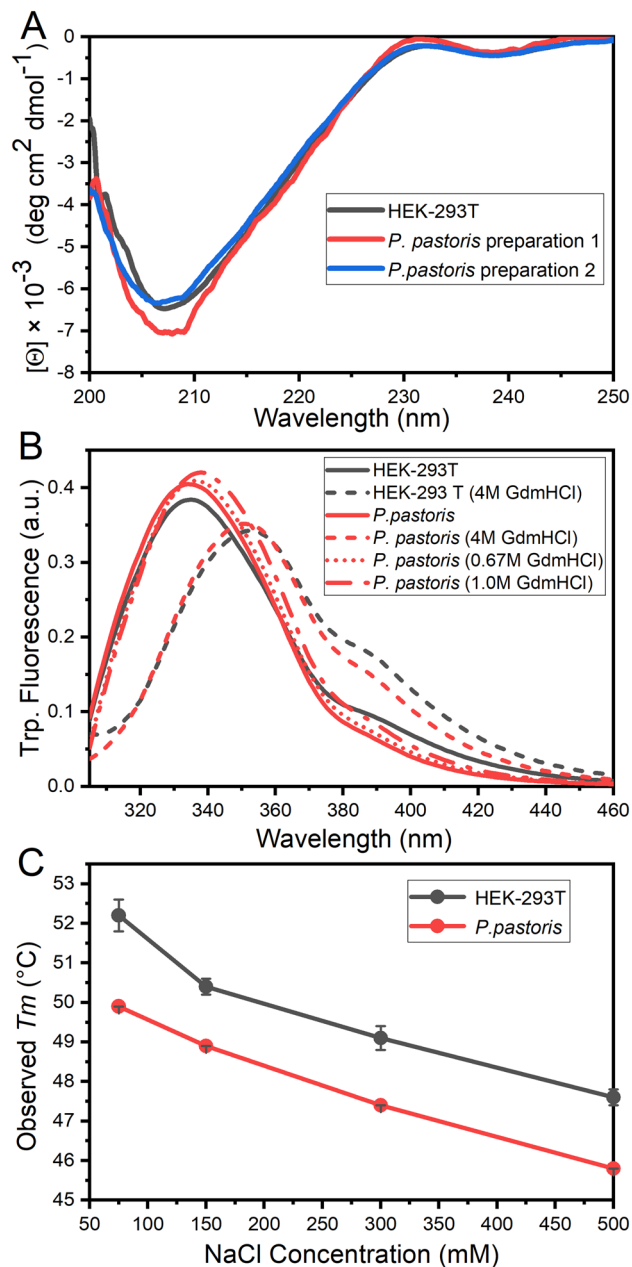 A
0
-1
-2
-3
-4
-5
-6
-7
-8
[Θ] × 10⁻³ (deg cm² dmol⁻¹)
HEK-293T
P. pastoris preparation 1
P.pastoris preparation 2
200 210 220 230 240 250
Wavelength (nm)
B
0.4
0.3
0.2
0.1
0.0
Trp. Fluorescence (a.u.)
HEK-293T
HEK-293 T (4M GdmHCl)
P.pastoris
P. pastoris (4M GdmHCl)
P. pastoris (0.67M GdmHCl)
P. pastoris (1.0M GdmHCl)
320 340 360 380 400 420 440 460
Wavelength (nm)
C
53
52
51
50
49
48
47
46
45
Observed Tm (°C)
HEK-293T
P.pastoris
50 100 150 200 250 300 350 400 450 500
NaCl Concentration (mM)